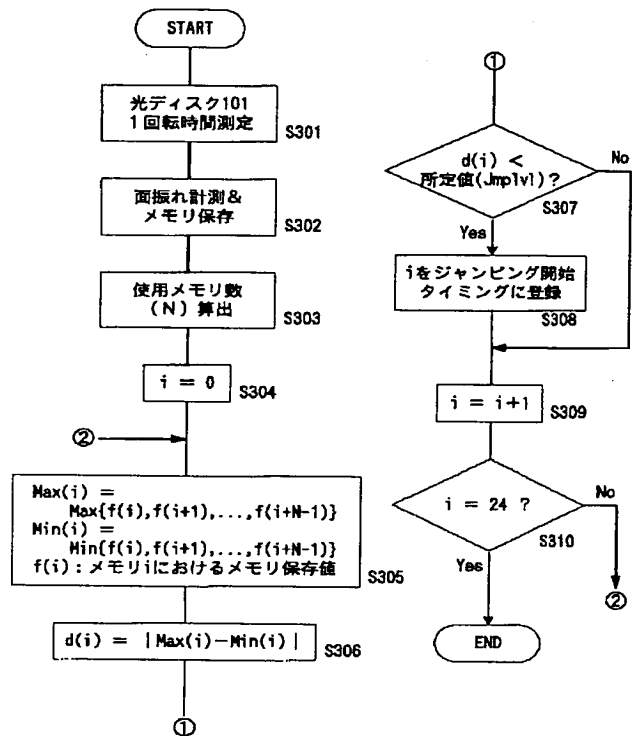 START
光ディスク101
1回転時間測定
S301
面振れ計測&
メモリ保存
S302
使用メモリ数
(N)算出
S303
i = 0
S304
②
Max(i) =
Max{f(i),f(i+1),...,f(i+N-1)}
Min(i) =
Min{f(i),f(i+1),...,f(i+N-1)}
f(i):メモリiにおけるメモリ保存値
S305
d(i) = |Max(i)-Min(i)|
S306
①
①
d(i) <
所定値(Jmplvl)?
No
S307
Yes
iをジャンピング開始
タイミングに登録
S308
i = i+1
S309
i = 24 ?
No
S310
Yes
②
END